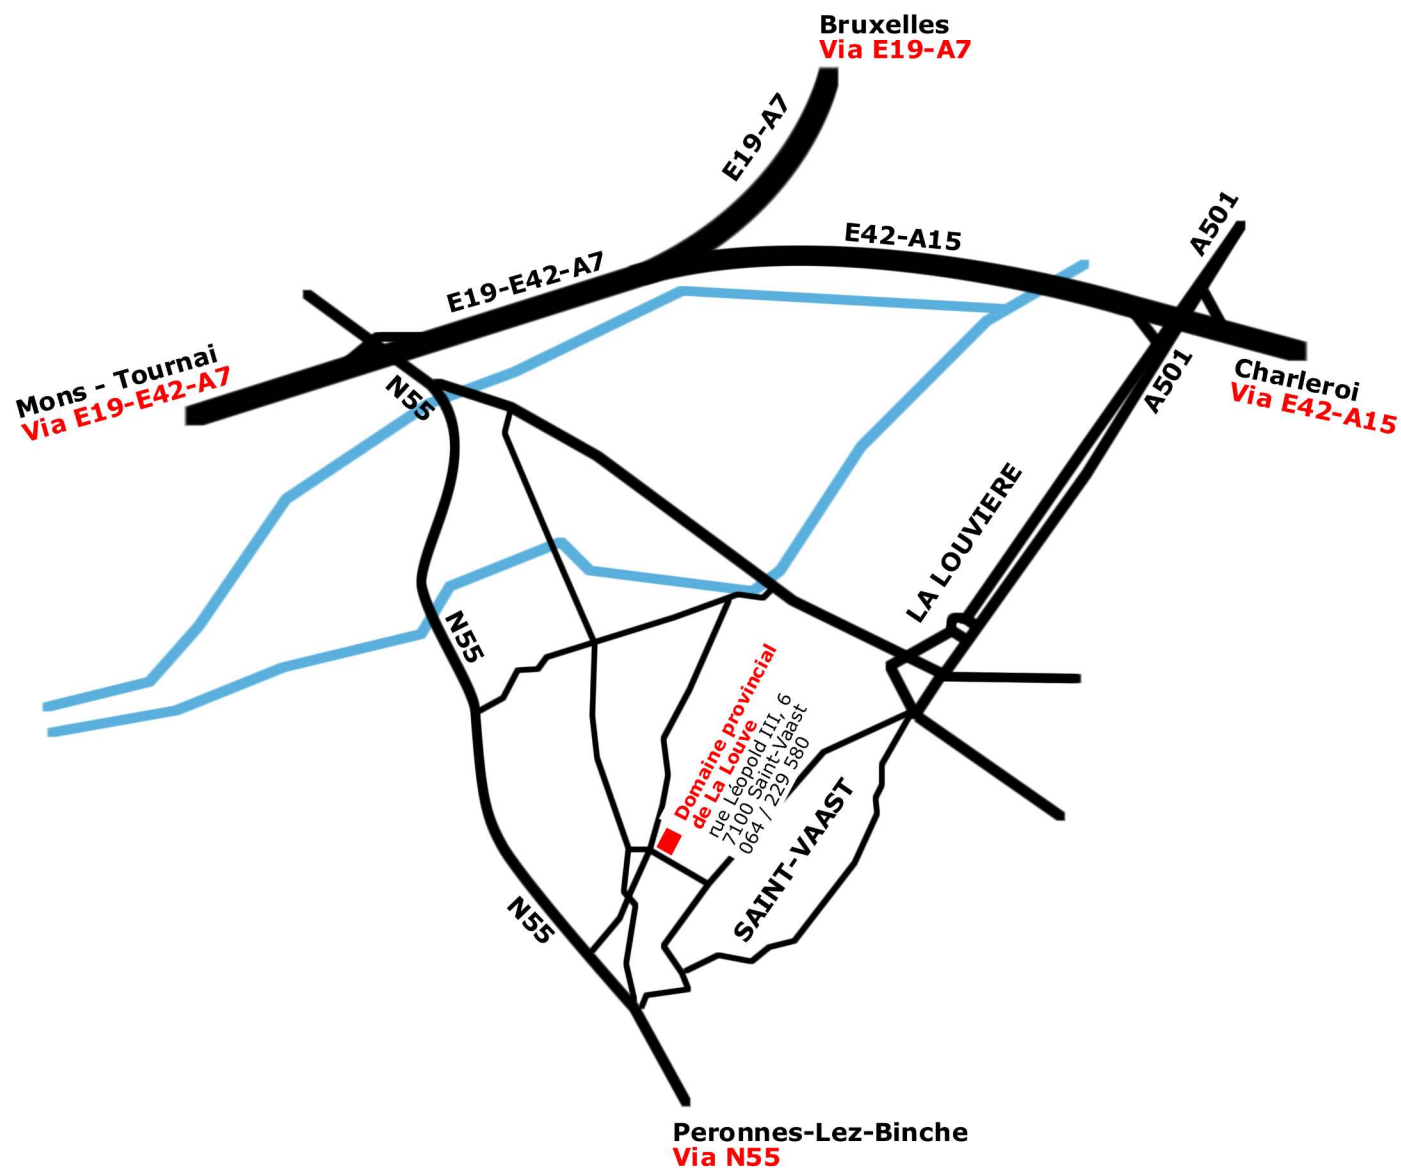 Bruxelles
Via E19-A7
E19-A7
A501
E42-A15
E19-E42-A7
Mons - Tournai
Via E19-E42-A7
N55
A501
Charleroi
Via E42-A15
LA LOUVIERE
N55
Domaine provincial
de La Louve
rue Léopold III, 6
7100 Saint-Vaast
064 / 229 580
SAINT-VAAST
N55
Peronnes-Lez-Binche
Via N55